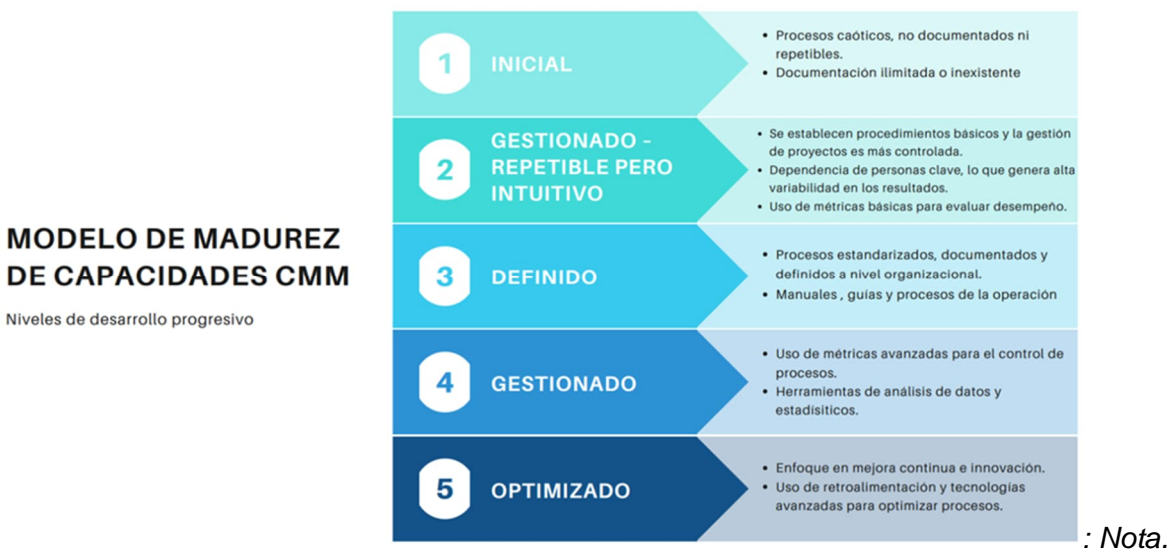 MODELO DE MADUREZ
DE CAPACIDADES CMM
Niveles de desarrollo progresivo
1
INICIAL
• Procesos caóticos, no documentados ni
repetibles.
• Documentación ilimitada o inexistente
2
GESTIONADO –
REPETIBLE PERO
INTUITIVO
• Se establecen procedimientos básicos y la gestión
de proyectos es más controlada.
• Dependencia de personas clave, lo que genera alta
variabilidad en los resultados.
• Uso de métricas básicas para evaluar desempeño.
3
DEFINIDO
• Procesos estandarizados, documentados y
definidos a nivel organizacional.
• Manuales , guías y procesos de la operación
4
GESTIONADO
• Uso de métricas avanzadas para el control de
procesos.
• Herramientas de análisis de datos y
estadísiticos.
5
OPTIMIZADO
• Enfoque en mejora continua e innovación.
• Uso de retroalimentación y tecnologías
avanzadas para optimizar procesos.
: Nota.